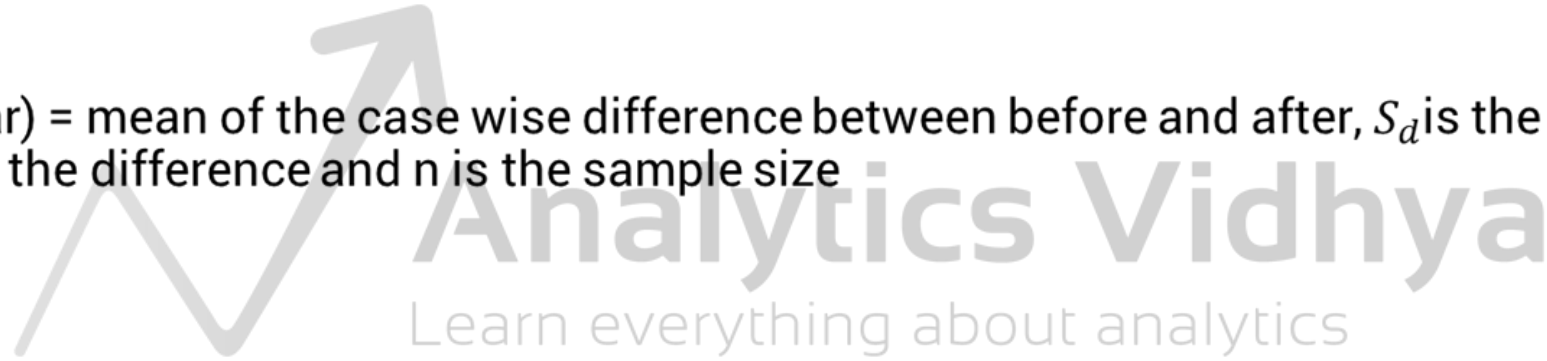 r) = mean of the case wise difference between before and after, S_d is the
the difference and n is the sample size
Analytics Vidhya
Learn everything about analytics